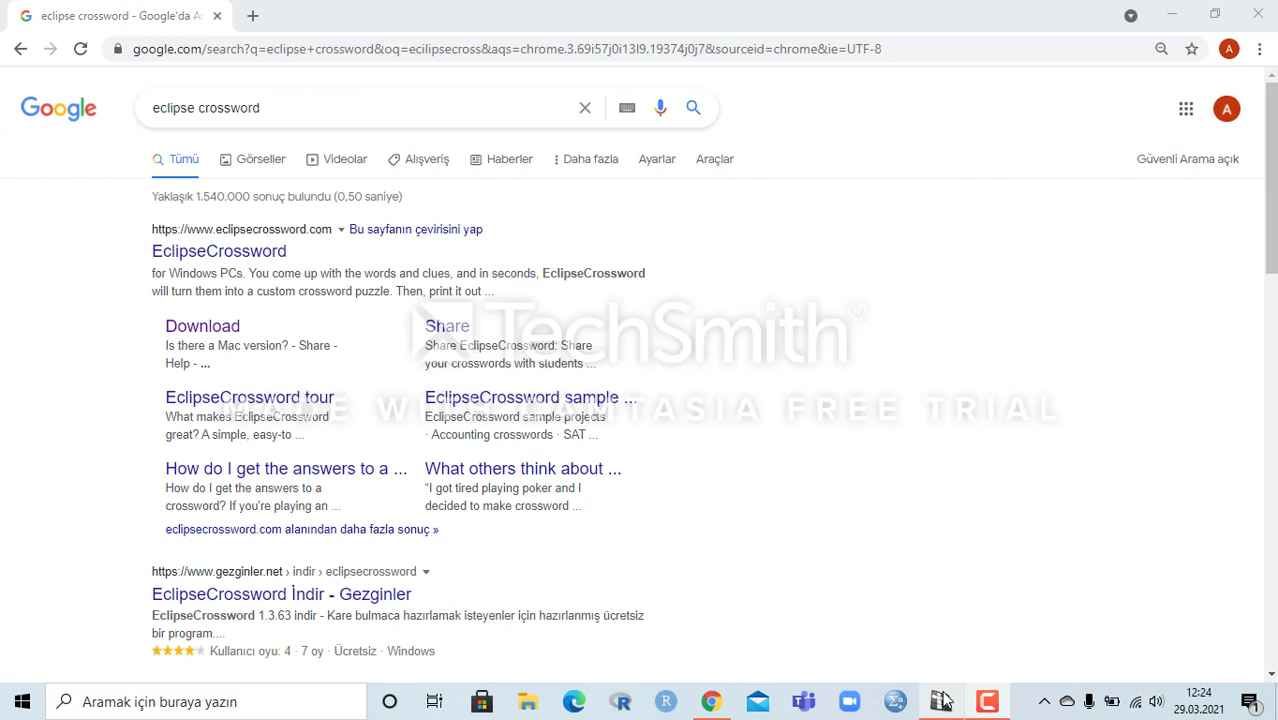 eclipse crossword - Google'da Ar
google.com/search?q=eclipse+crossword&oq=ecilipsecross&aqs=chrome.3.69i57j0i13l9.19374j0j7&sourceid=chrome&ie=UTF-8
A
Google
eclipse crossword
A
Tümü
Görseller
Videolar
Alışveriş
Haberler
Daha fazla
Ayarlar
Araçlar
Güvenli Arama açık
Yaklaşık 1.540.000 sonuç bulundu (0,50 saniye)
https://www.eclipsecrossword.com
Bu sayfanın çevirisini yap
EclipseCrossword
for Windows PCs. You come up with the words and clues, and in seconds, EclipseCrossword
will turn them into a custom crossword puzzle. Then, print it out ...
Download
Is there a Mac version? - Share -
Help - ...
Share
Share EclipseCrossword: Share
your crosswords with students ...
TechSmith®
MADE WITH CAMTASIA FREE TRIAL
EclipseCrossword tour
What makes EclipseCrossword
great? A simple, easy-to ...
EclipseCrossword sample ...
EclipseCrossword sample projects
· Accounting crosswords · SAT ...
How do I get the answers to a ...
How do I get the answers to a
crossword? If you're playing an ...
What others think about ...
“I got tired playing poker and I
decided to make crossword ...
eclipsecrossword.com alanından daha fazla sonuç »
https://www.gezginler.net › indir › eclipsecrossword
EclipseCrossword İndir - Gezginler
EclipseCrossword 1.3.63 indir - Kare bulmaca hazırlamak isteyenler için hazırlanmış ücretsiz
bir program....
Kullanıcı oyu: 4 · 7 oy · Ücretsiz · Windows
Aramak için buraya yazın
12:24
29.03.2021
1